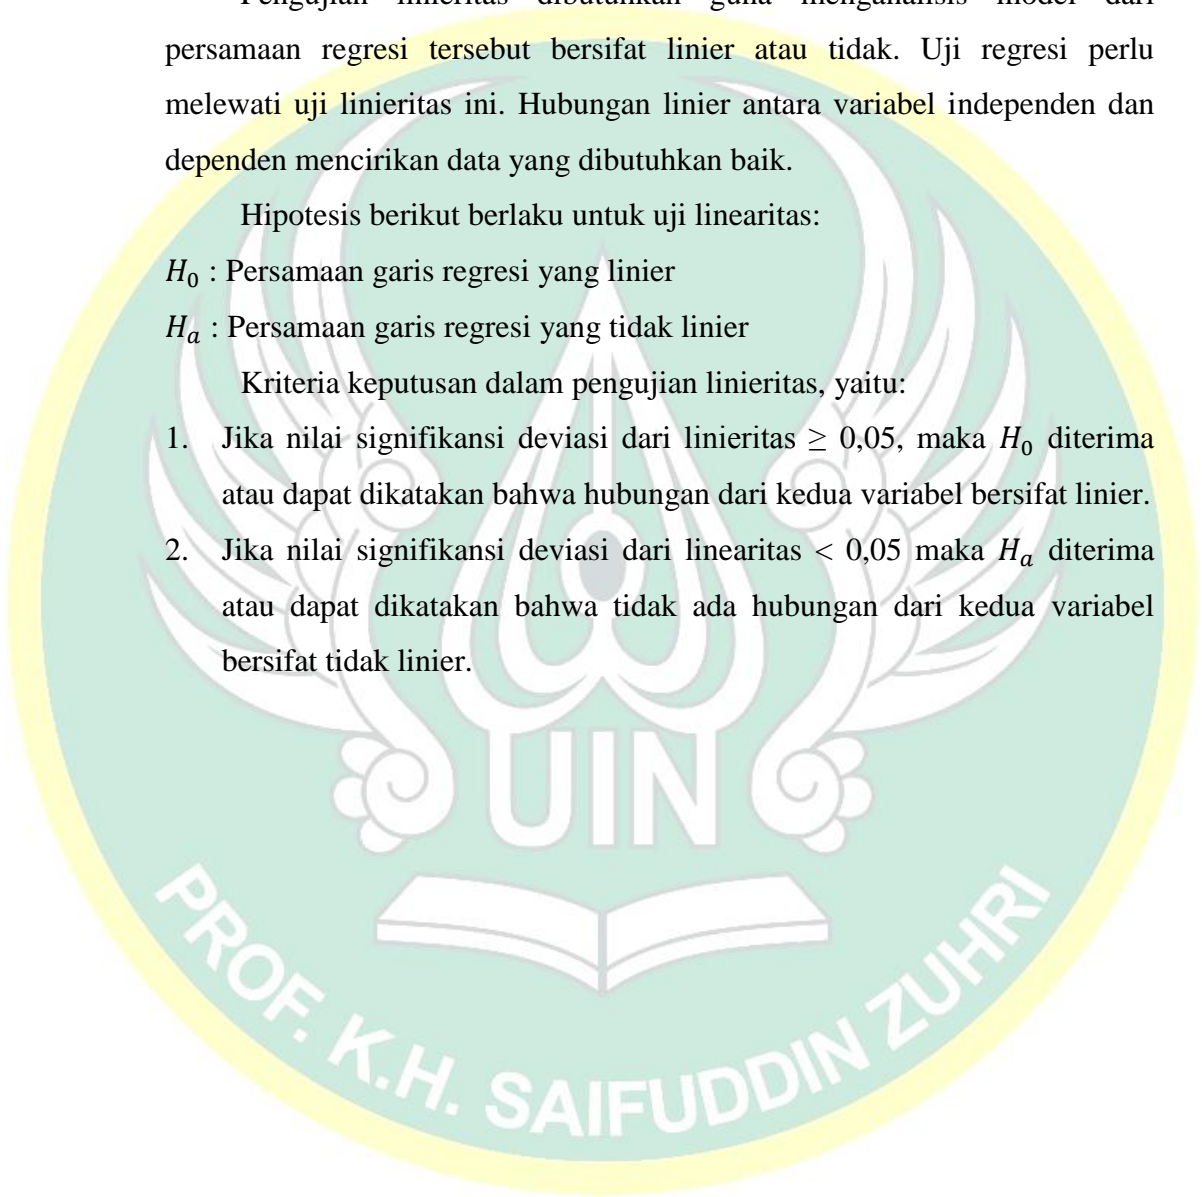 Pengujian linieritas dibutuhkan guna menganalisis model dari
persamaan regresi tersebut bersifat linier atau tidak. Uji regresi perlu
melewati uji linieritas ini. Hubungan linier antara variabel independen dan
dependen mencirikan data yang dibutuhkan baik.
Hipotesis berikut berlaku untuk uji linearitas:
H₀ : Persamaan garis regresi yang linier
Hₐ : Persamaan garis regresi yang tidak linier
Kriteria keputusan dalam pengujian linieritas, yaitu:
1. Jika nilai signifikansi deviasi dari linieritas ≥ 0,05, maka H₀ diterima
atau dapat dikatakan bahwa hubungan dari kedua variabel bersifat linier.
2. Jika nilai signifikansi deviasi dari linearitas < 0,05 maka Hₐ diterima
atau dapat dikatakan bahwa tidak ada hubungan dari kedua variabel
bersifat tidak linier.
UIN
PROF. K.H. SAIFUDDIN ZUHRI